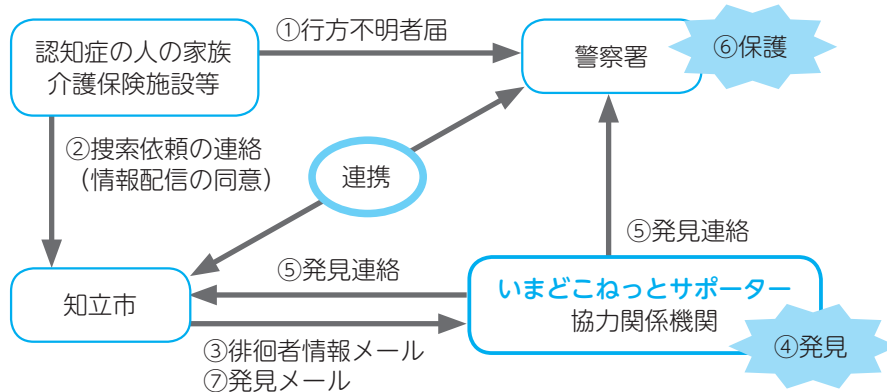 ①行方不明者届
認知症の人の家族
介護保険施設等
警察署
⑥保護
②捜索依頼の連絡
（情報配信の同意）
連携
⑤発見連絡
⑤発見連絡
知立市
いまどこねっとサポーター
協力関係機関
④発見
③徘徊者情報メール
⑦発見メール